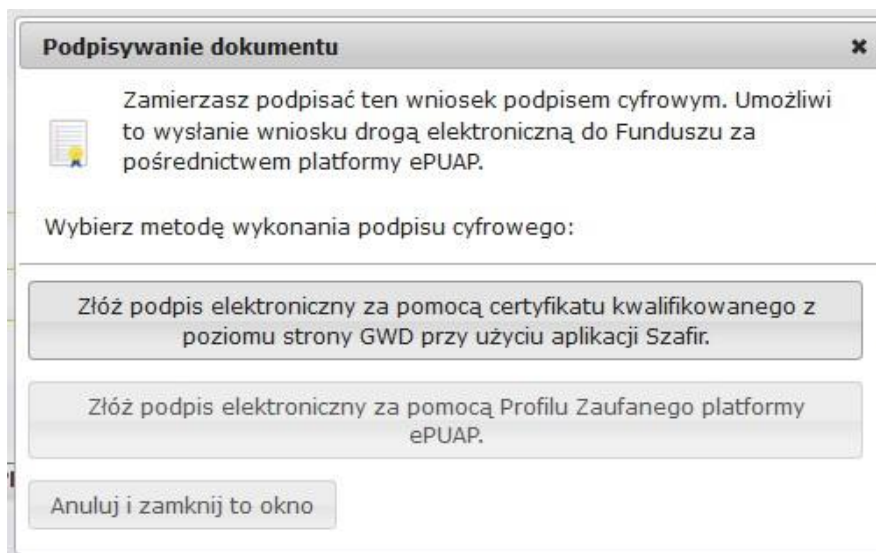 Podpisywanie dokumentu
Zamierzasz podpisać ten wniosek podpisem cyfrowym. Umożliwi
to wysłanie wniosku drogą elektroniczną do Funduszu za
pośrednictwem platformy ePUAP.
Wybierz metodę wykonania podpisu cyfrowego:
Złóż podpis elektroniczny za pomocą certyfikatu kwalifikowanego z
poziomu strony GWD przy użyciu aplikacji Szafir.
Złóż podpis elektroniczny za pomocą Profilu Zaufanego platformy
ePUAP.
Anuluj i zamknij to okno